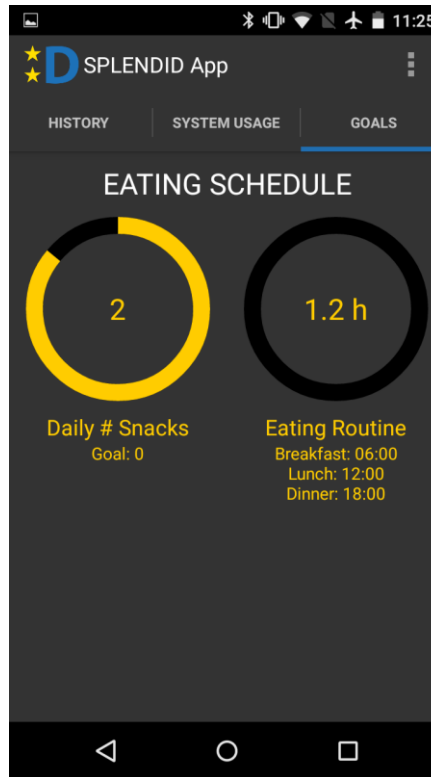 11:25
D SPLENDID App
HISTORY SYSTEM USAGE GOALS
EATING SCHEDULE
2 1.2 h
Daily # Snacks
Goal: 0
Eating Routine
Breakfast: 06:00
Lunch: 12:00
Dinner: 18:00